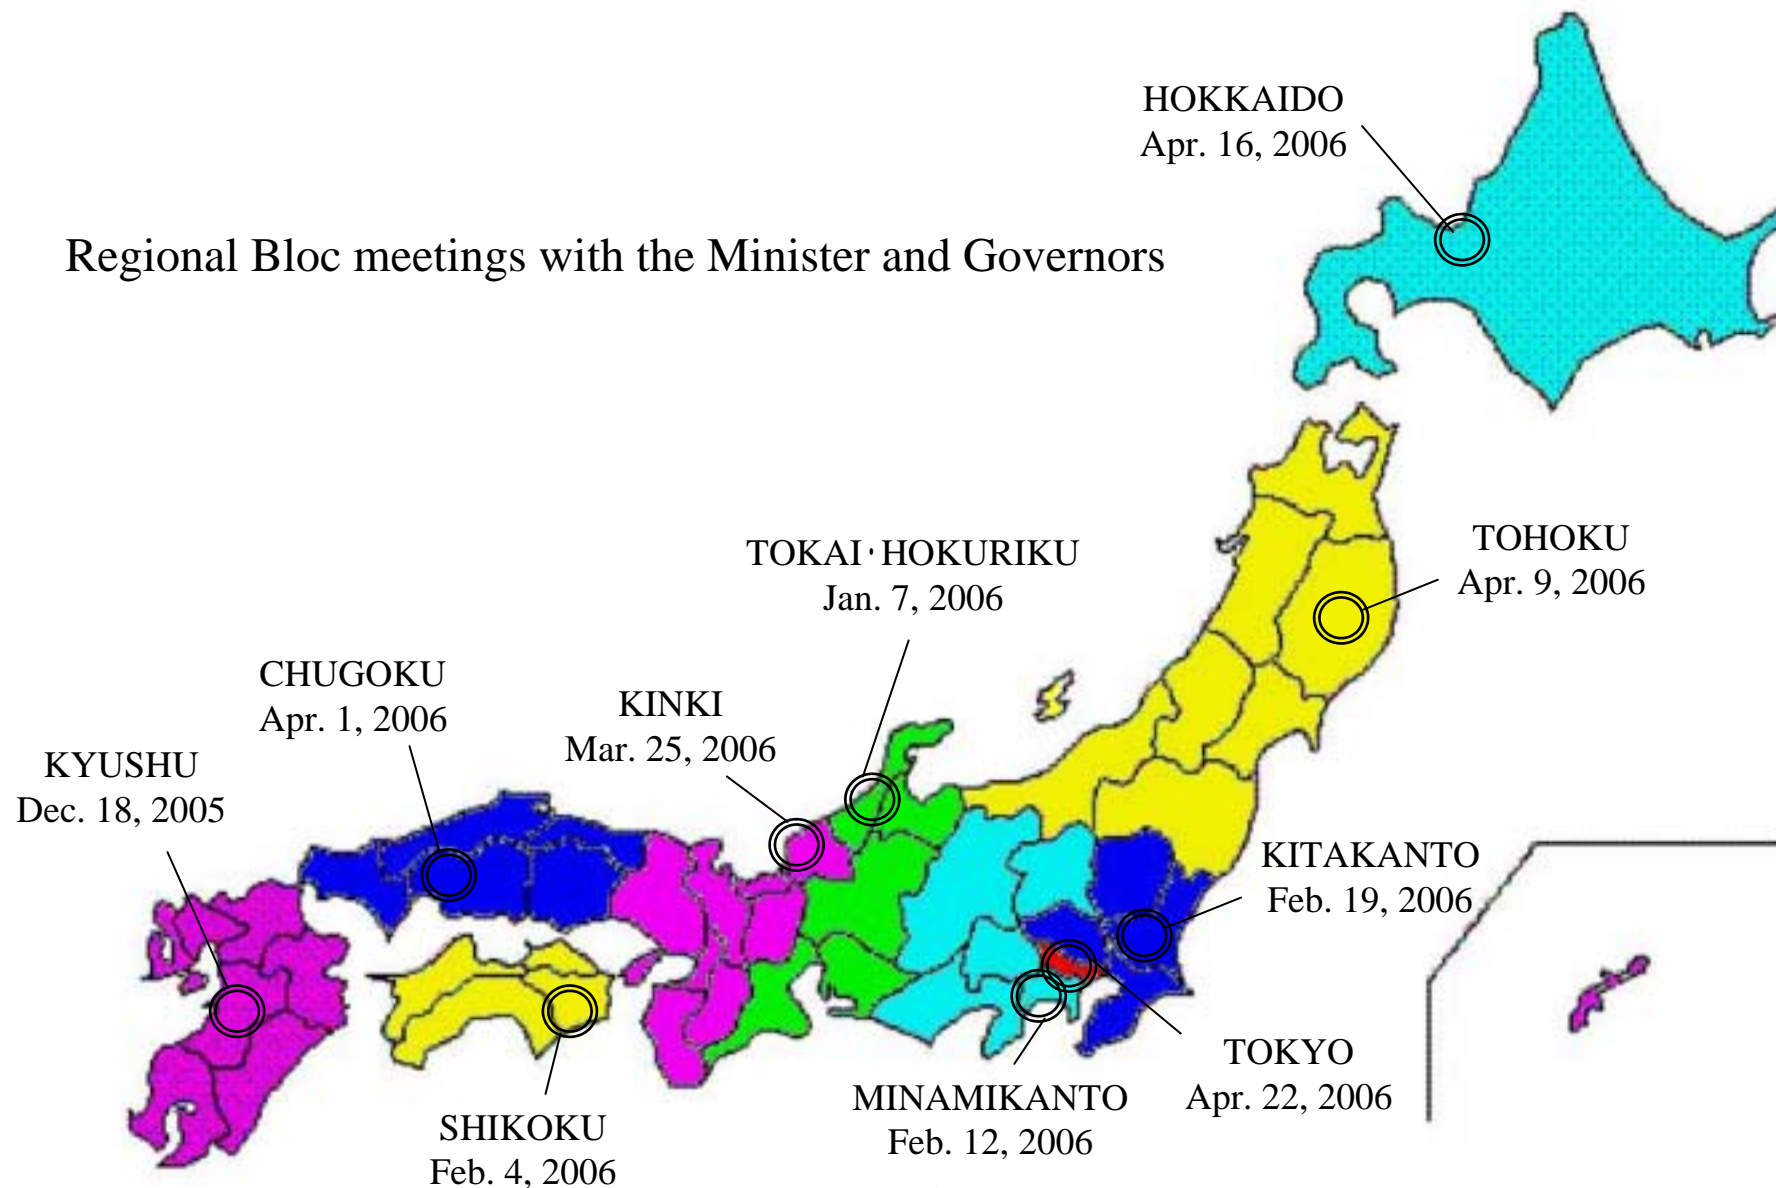 HOKKAIDO
Apr. 16, 2006
Regional Bloc meetings with the Minister and Governors
TOHOKU
Apr. 9, 2006
TOKAI・HOKURIKU
Jan. 7, 2006
CHUGOKU
Apr. 1, 2006
KINKI
Mar. 25, 2006
KYUSHU
Dec. 18, 2005
KITAKANTO
Feb. 19, 2006
TOKYO
Apr. 22, 2006
MINAMIKANTO
Feb. 12, 2006
SHIKOKU
Feb. 4, 2006